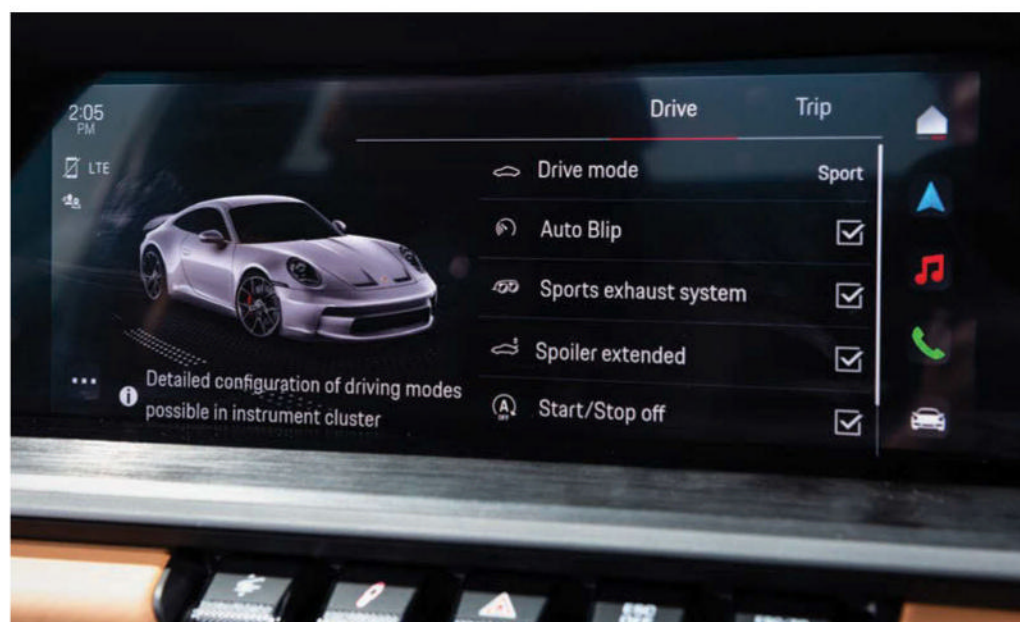 2:05
PM
LTE
Drive
Trip
Drive mode
Sport
Auto Blip
Sports exhaust system
Spoiler extended
Start/Stop off
A
OFF
Detailed configuration of driving modes
possible in instrument cluster